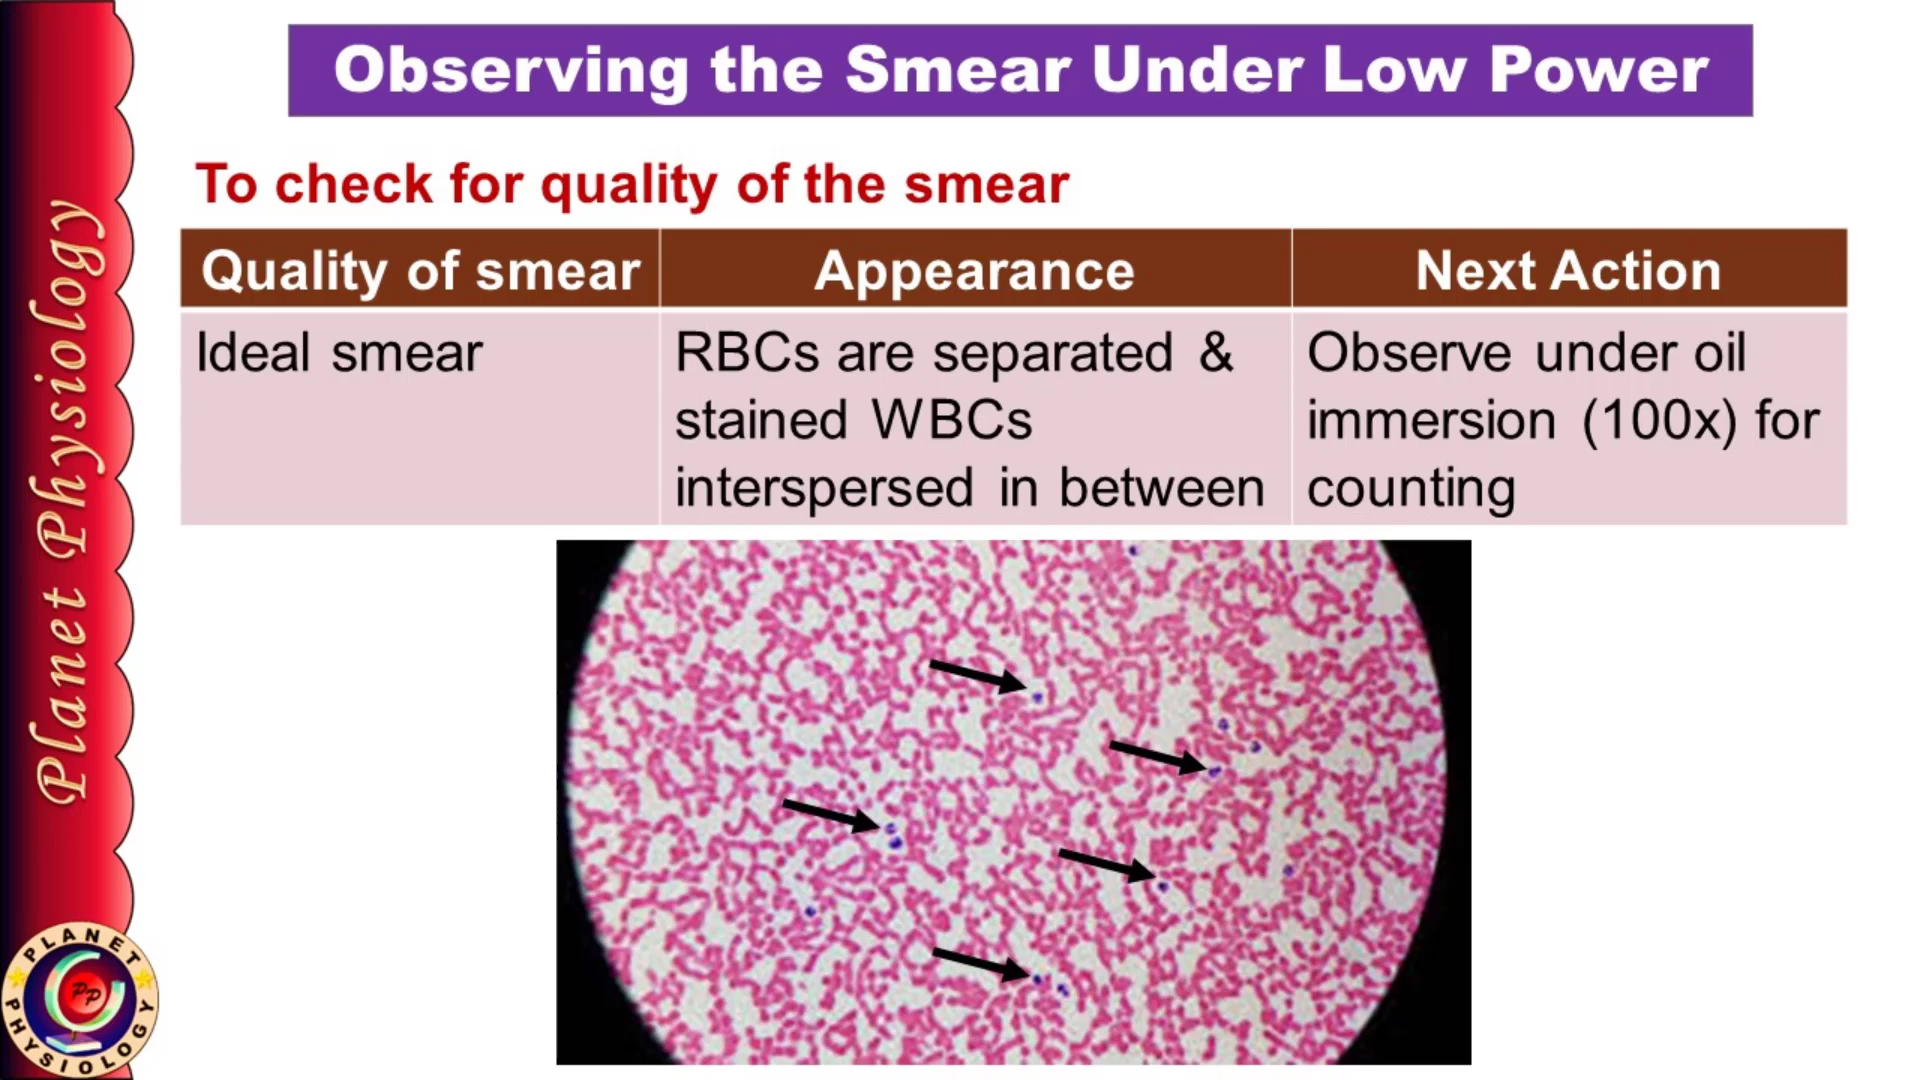 Observing the Smear Under Low Power
To check for quality of the smear
Quality of smear
Appearance
Next Action
Ideal smear
RBCs are separated &
stained WBCs
interspersed in between
Observe under oil
immersion (100x) for
counting
Planet Physiology
PLANET
PP
PHYSIOLOGY